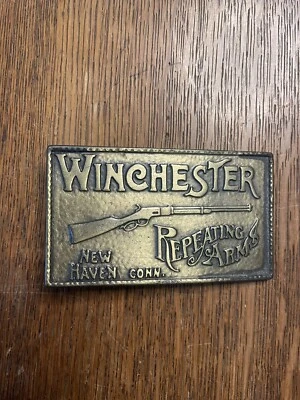 WINCHESTER
REPEATING
ARMS
NEW
HAVEN CONN.